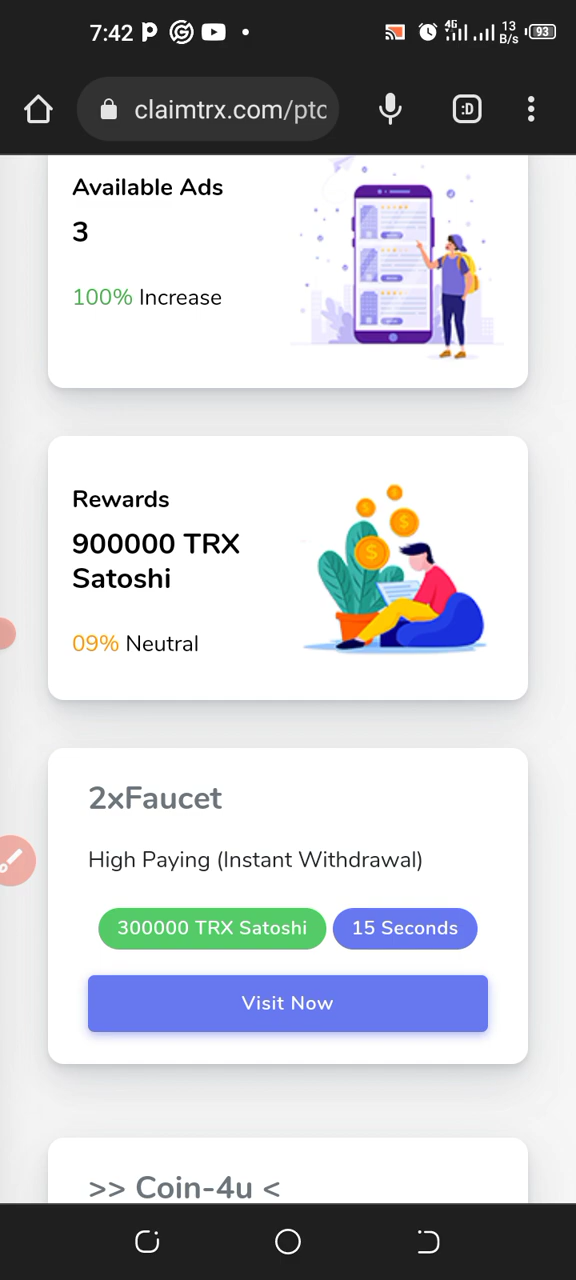 7:42
4G
13
B/s
93
claimtrx.com/ptc
:D
Available Ads
3
100% Increase
Rewards
900000 TRX
Satoshi
09% Neutral
2xFaucet
High Paying (Instant Withdrawal)
300000 TRX Satoshi 15 Seconds
Visit Now
>> Coin-4u <